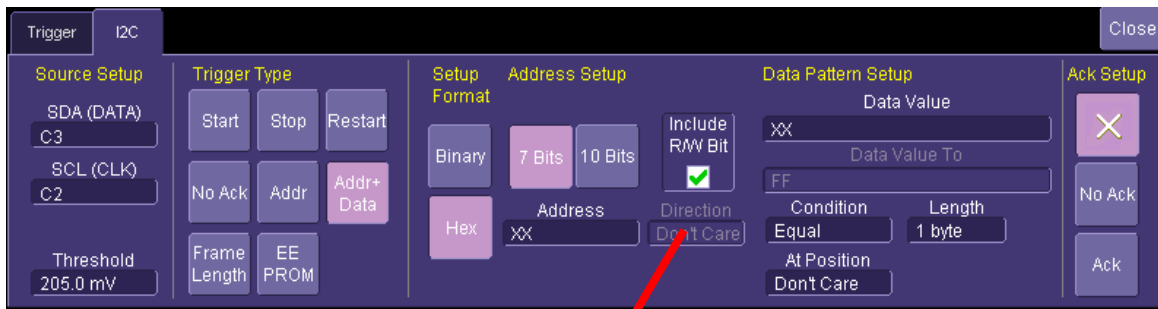 Trigger
I2C
Close
Source Setup
SDA (DATA)
C3
SCL (CLK)
C2
Threshold
205.0 mV
Trigger Type
Start
Stop
Restart
No Ack
Addr
Addr+
Data
Frame
Length
EE
PROM
Setup
Format
Binary
Hex
Address Setup
7 Bits
10 Bits
Include
R/W Bit
Address
XX
Direction
Don't Care
Data Pattern Setup
Data Value
XX
Data Value To
FF
Condition
Equal
Length
1 byte
At Position
Don't Care
Ack Setup
No Ack
Ack